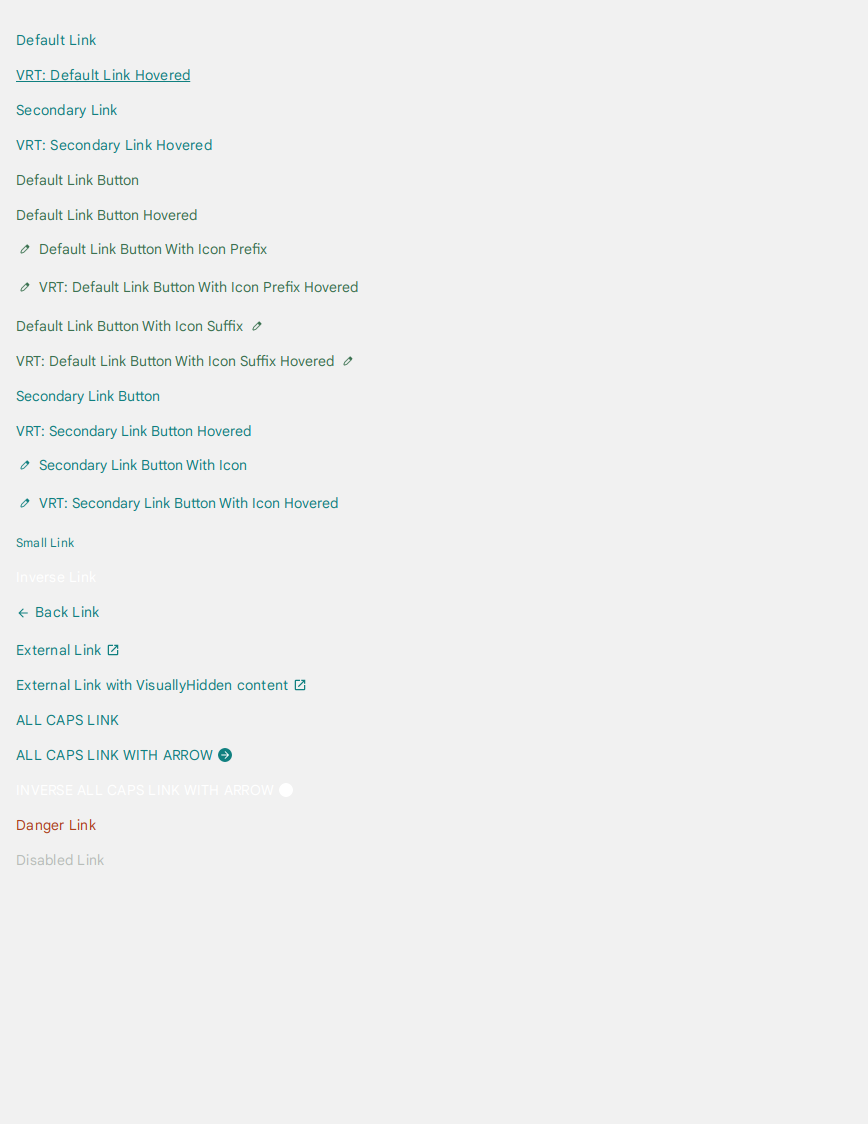 Default Link
VRT: Default Link Hovered
Secondary Link
VRT: Secondary Link Hovered
Default Link Button
Default Link Button Hovered
Default Link Button With Icon Prefix
VRT: Default Link Button With Icon Prefix Hovered
Default Link Button With Icon Suffix
VRT: Default Link Button With Icon Suffix Hovered
Secondary Link Button
VRT: Secondary Link Button Hovered
Secondary Link Button With Icon
VRT: Secondary Link Button With Icon Hovered
Small Link
Inverse Link
Back Link
External Link
External Link with VisuallyHidden content
ALL CAPS LINK
ALL CAPS LINK WITH ARROW
INVERSE ALL CAPS LINK WITH ARROW
Danger Link
Disabled Link